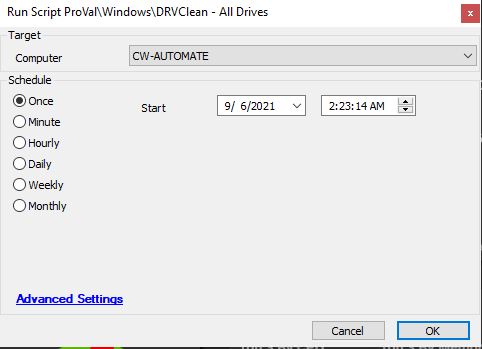 Run Script ProVal\Windows\DRVClean - All Drives
x
Target
Computer
CW-AUTOMATE
Schedule
Once
Start
9/ 6/2021
2:23:14 AM
Minute
Hourly
Daily
Weekly
Monthly
Advanced Settings
Cancel
OK